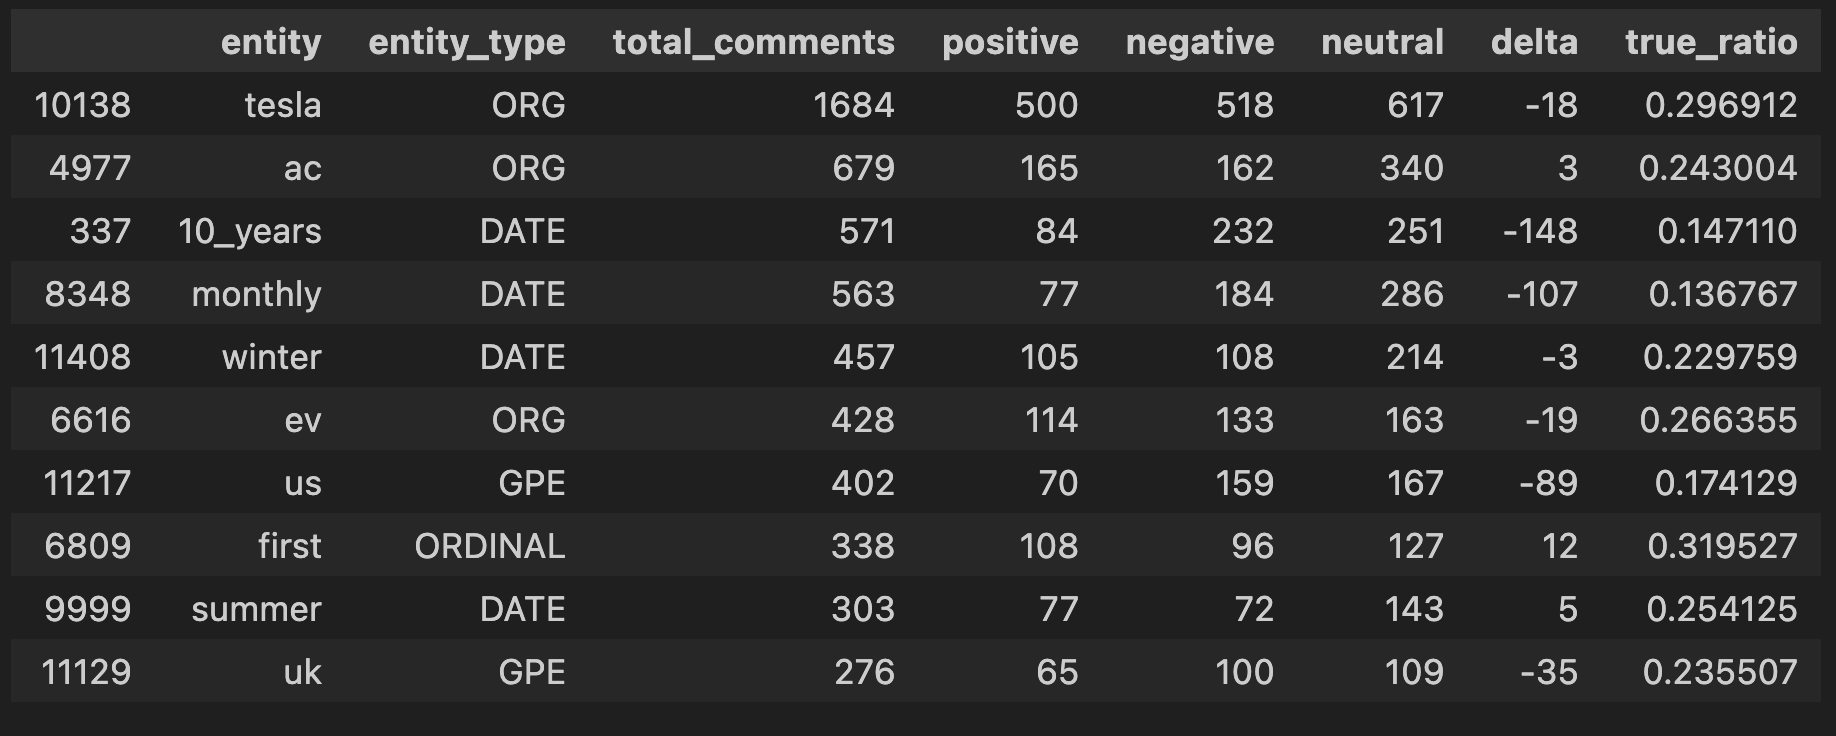 entity entity_type total_comments positive negative neutral delta true_ratio
10138 tesla ORG 1684 500 518 617 -18 0.296912
4977 ac ORG 679 165 162 340 3 0.243004
337 10_years DATE 571 84 232 251 -148 0.147110
8348 monthly DATE 563 77 184 286 -107 0.136767
11408 winter DATE 457 105 108 214 -3 0.229759
6616 ev ORG 428 114 133 163 -19 0.266355
11217 us GPE 402 70 159 167 -89 0.174129
6809 first ORDINAL 338 108 96 127 12 0.319527
9999 summer DATE 303 77 72 143 5 0.254125
11129 uk GPE 276 65 100 109 -35 0.235507